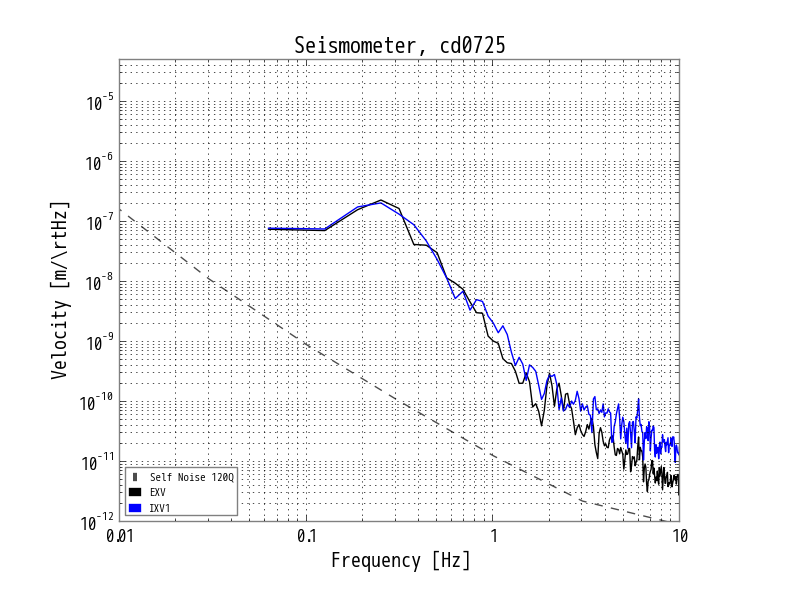 Seismometer, cd0725
Velocity [m/\rtHz]
10-5
10-6
10-7
10-8
10-9
10-10
10-11
10-12
Self Noise 120Q
EXV
IXV1
0.01 0.1 1 10
Frequency [Hz]